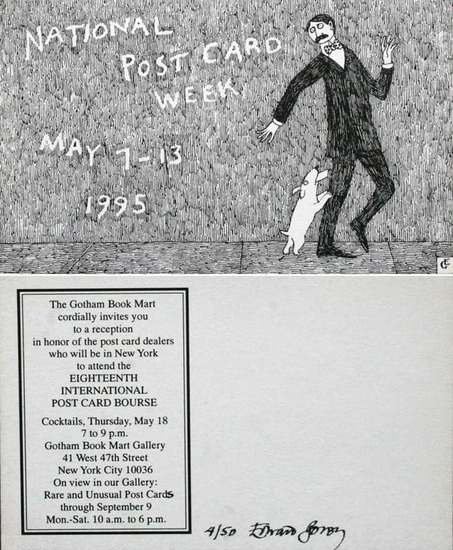 NATIONAL
POST CARD
WEEK
MAY 7-13
1995
The Gotham Book Mart
cordially invites you
to a reception
in honor of the post card dealers
who will be in New York
to attend the
EIGHTEENTH
INTERNATIONAL
POST CARD BOURSE
Cocktails, Thursday, May 18
7 to 9 p.m.
Gotham Book Mart Gallery
41 West 47th Street
New York City 10036
On view in our Gallery:
Rare and Unusual Post Cards
through September 9
Mon.-Sat. 10 a.m. to 6 p.m.
4/50 Edward Gorey